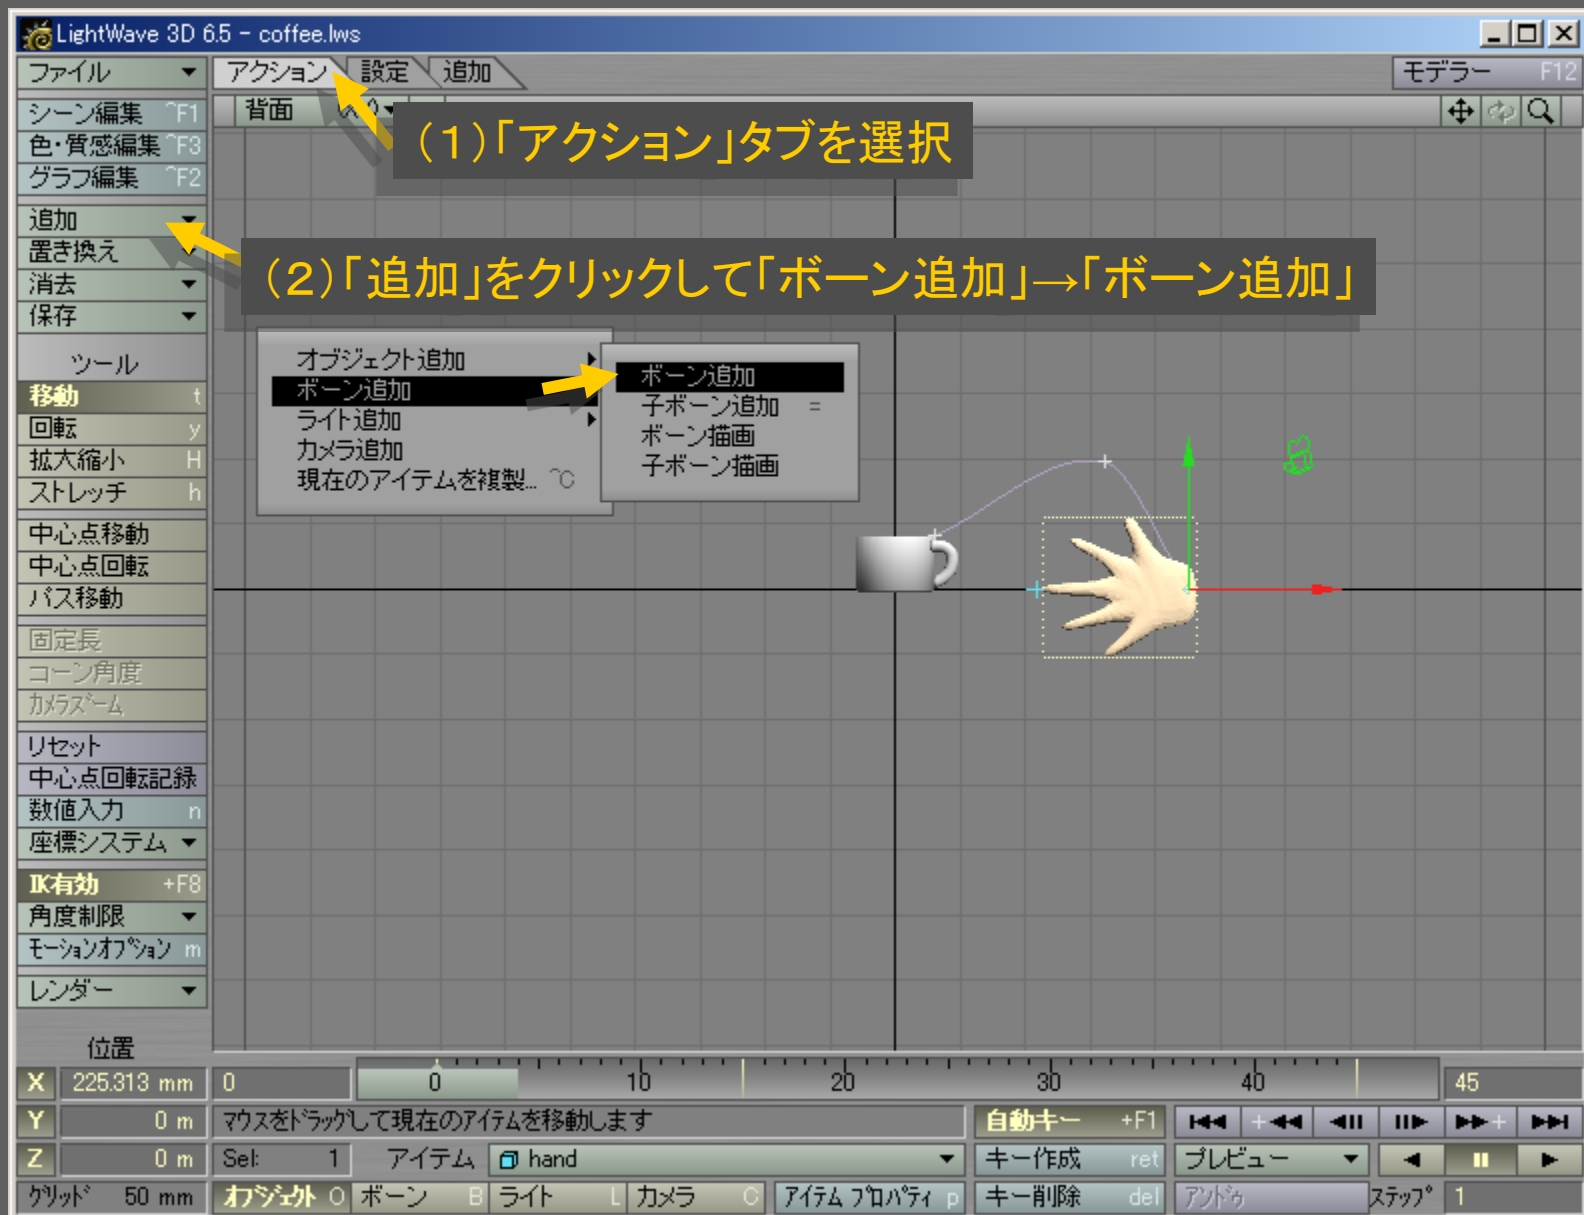 LightWave 3D 6.5 - coffee.lws
ファイル
アクション 設定 追加
モデラー F12
シーン編集 ^F1
背面
(1)「アクション」タブを選択
色・質感編集 ^F3
グラフ編集 ^F2
追加
置き換え
(2)「追加」をクリックして「ボーン追加」→「ボーン追加」
消去
保存
オブジェクト追加
ボーン追加
ライト追加
カメラ追加
現在のアイテムを複製... ^C
ボーン追加
子ボーン追加 =
ボーン描画
子ボーン描画
ツール
移動 t
回転 y
拡大縮小 H
ストレッチ h
中心点移動
中心点回転
パス移動
固定長
コーン角度
カメラズーム
リセット
中心点回転記録
数値入力 n
座標システム
IK有効 +F8
角度制限
モーションオプション m
レンダー
位置
X 225.313 mm 0 0 10 20 30 40 45
Y 0 m マウスをドラッグして現在のアイテムを移動します 自動キー +F1
Z 0 m Sel: 1 アイテム hand キー作成 ret プレビュー
グリッド 50 mm オブジェクト O ボーン B ライト L カメラ C アイテム プロパティ p キー削除 del アンドゥ ステップ 1